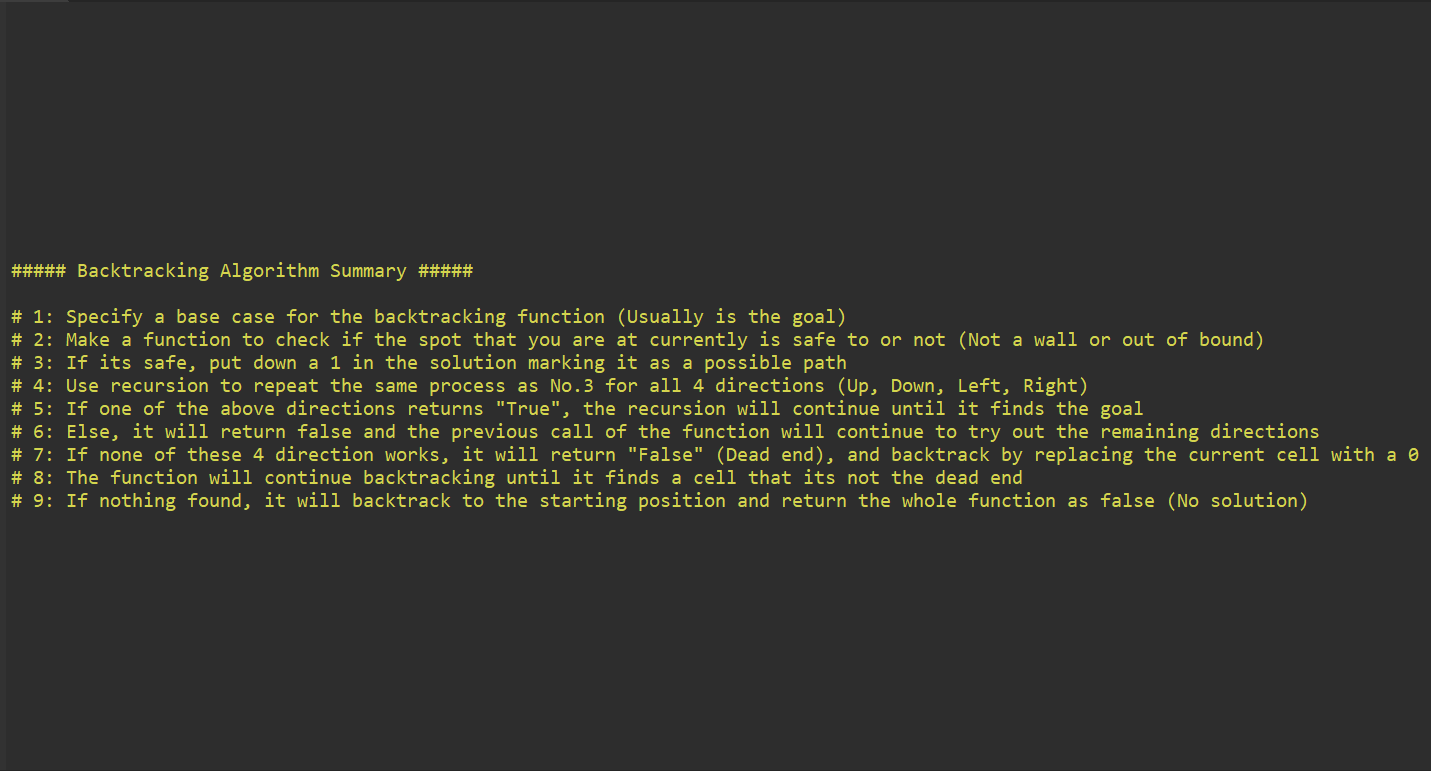 ##### Backtracking Algorithm Summary #####
# 1: Specify a base case for the backtracking function (Usually is the goal)
# 2: Make a function to check if the spot that you are at currently is safe to or not (Not a wall or out of bound)
# 3: If its safe, put down a 1 in the solution marking it as a possible path
# 4: Use recursion to repeat the same process as No.3 for all 4 directions (Up, Down, Left, Right)
# 5: If one of the above directions returns "True", the recursion will continue until it finds the goal
# 6: Else, it will return false and the previous call of the function will continue to try out the remaining directions
# 7: If none of these 4 direction works, it will return "False" (Dead end), and backtrack by replacing the current cell with a 0
# 8: The function will continue backtracking until it finds a cell that its not the dead end
# 9: If nothing found, it will backtrack to the starting position and return the whole function as false (No solution)